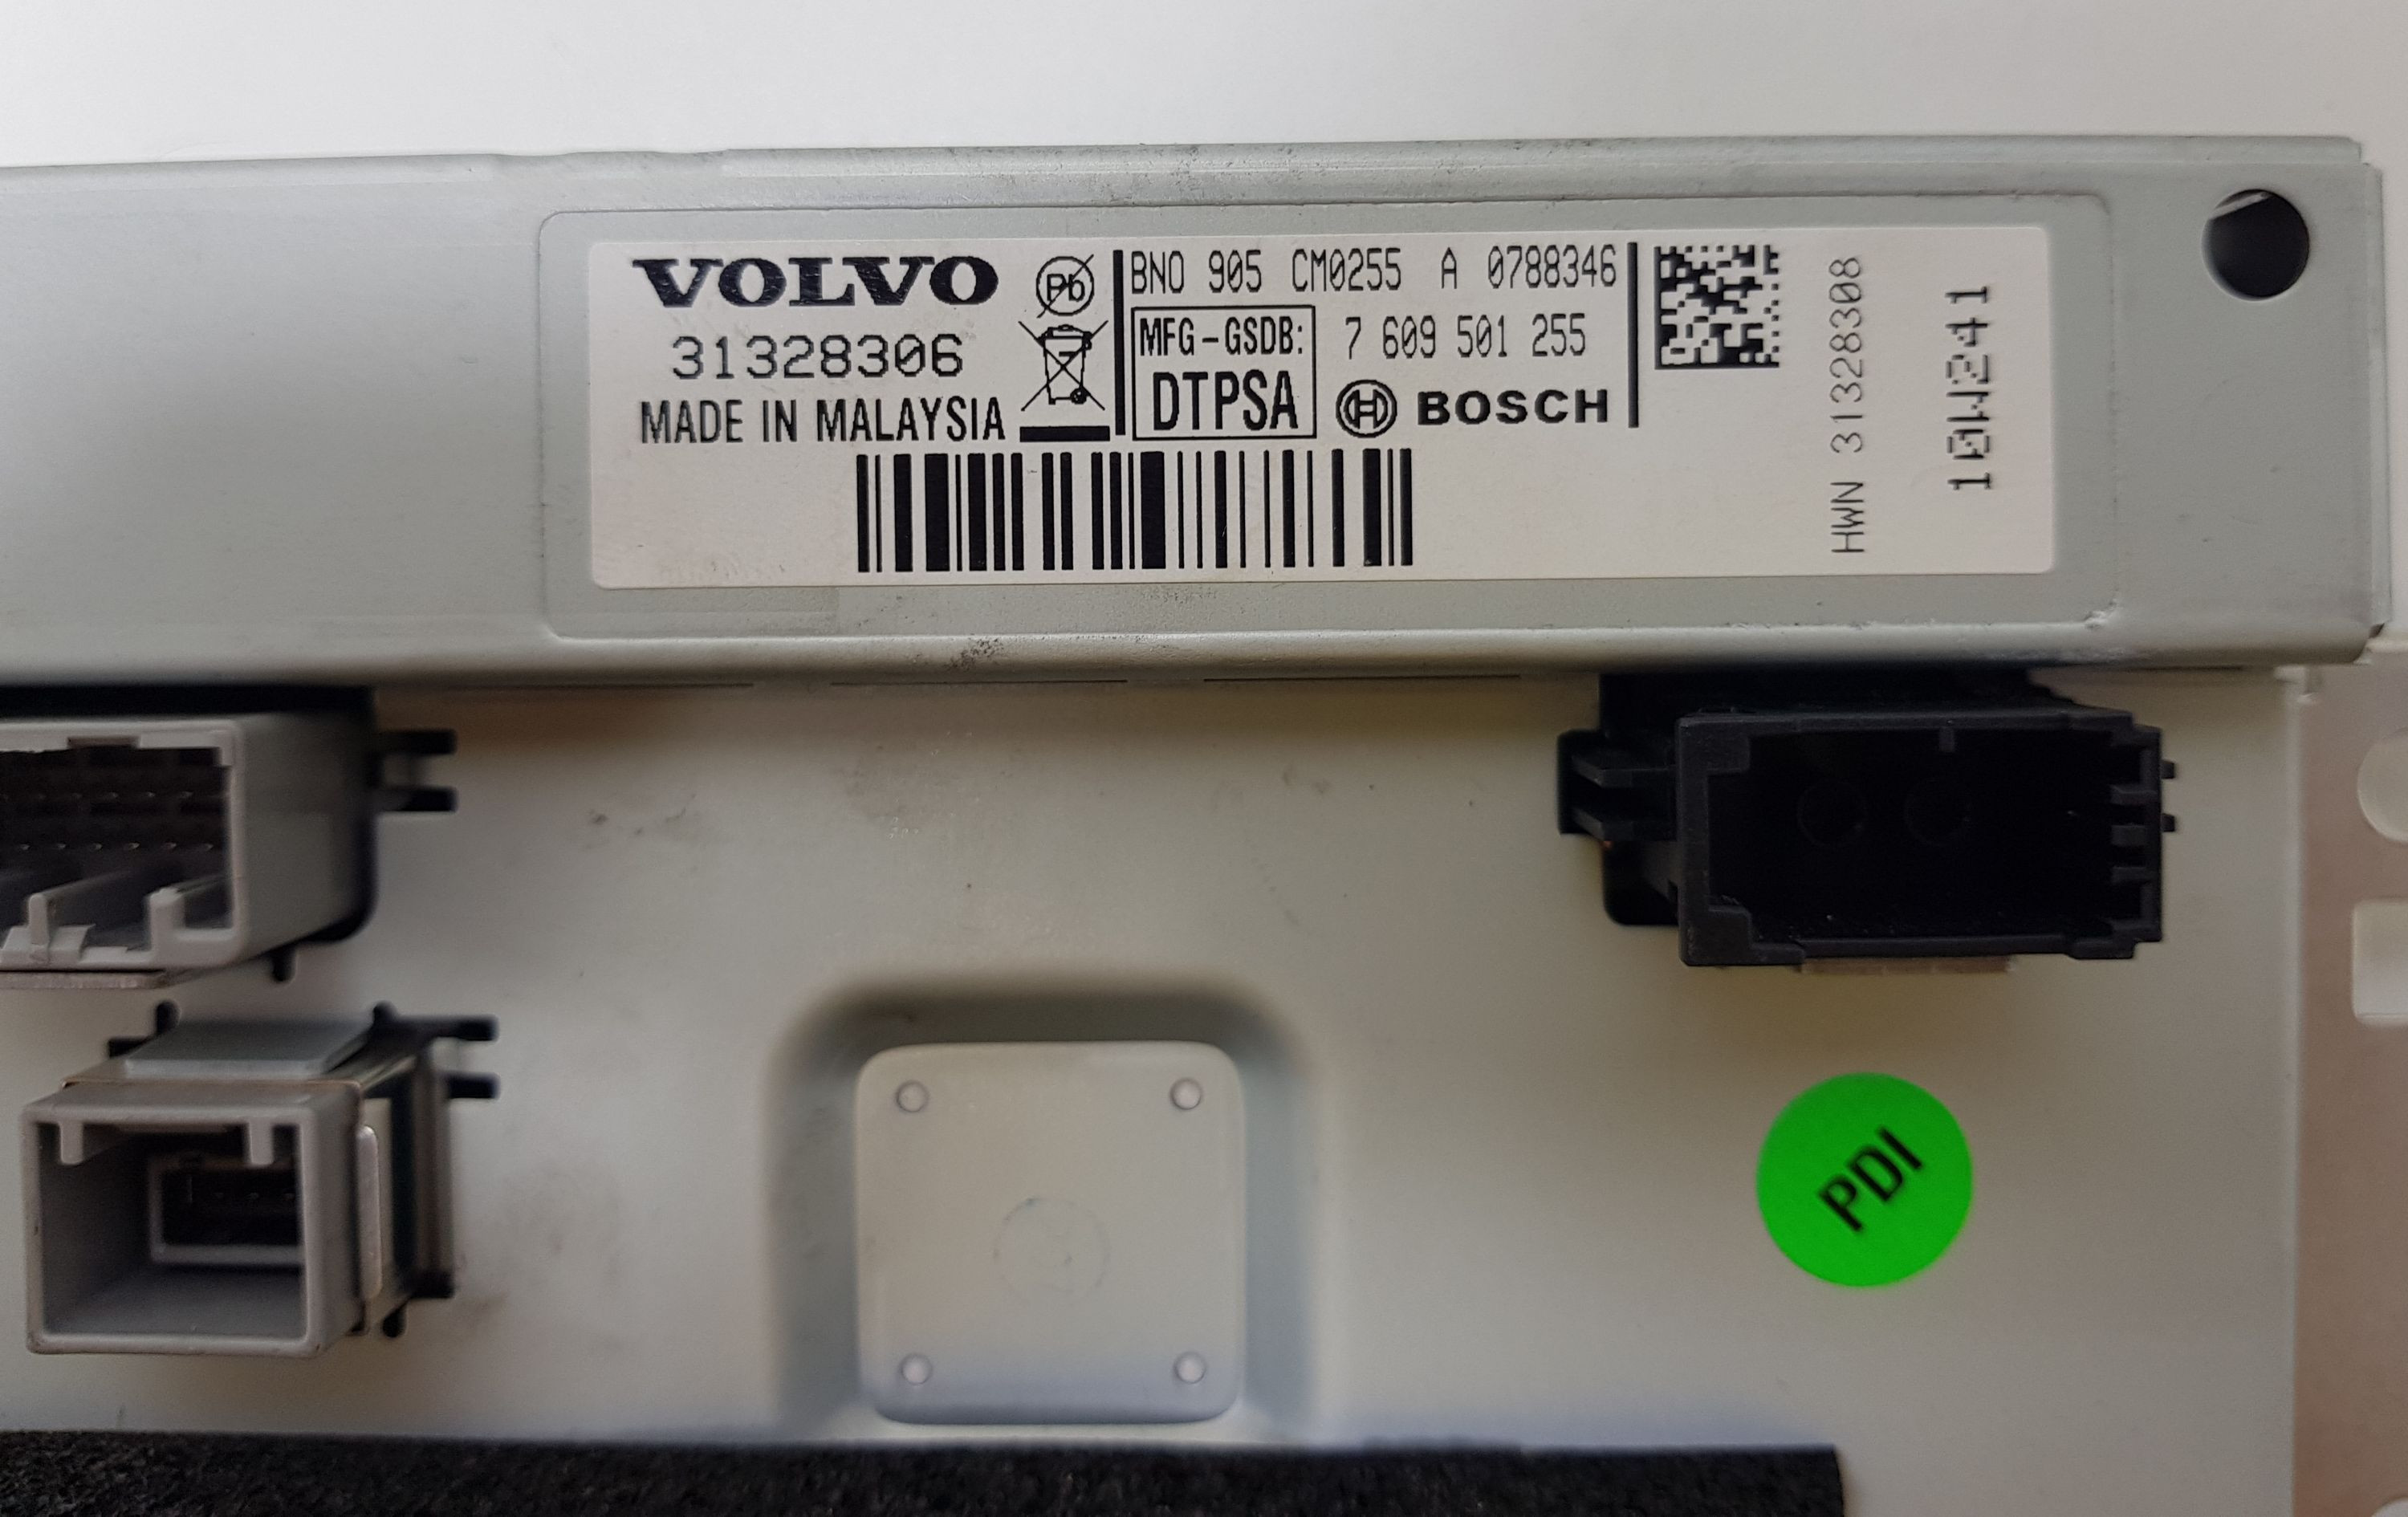 VOLVO
31328306
MADE IN MALAYSIA
Pb
BNO 905 CM0255 A 0788346
MFG-GSDB:
DTPSA
7 609 501 255
BOSCH
HWN 31328308
10W241
PDI